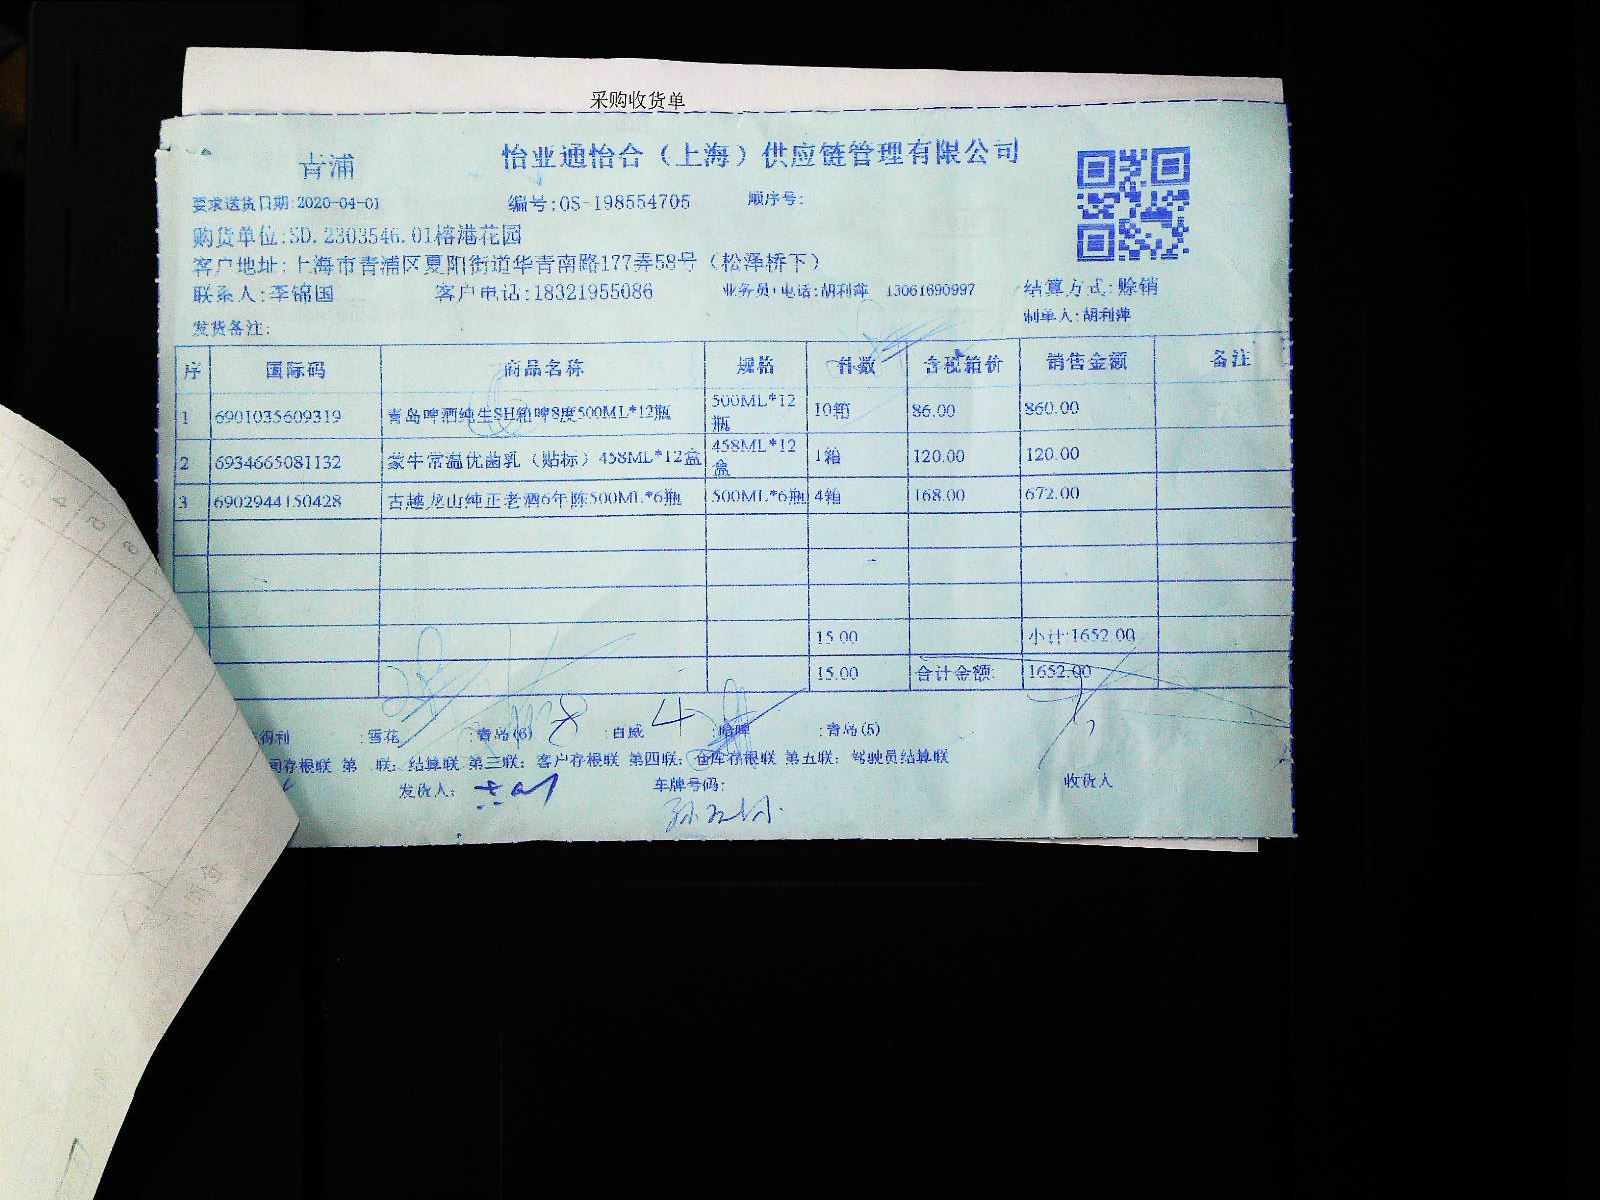 采购收货单
青浦
怡亚通怡合（上海）供应链管理有限公司
要求送货日期:2020-04-01 编号:OS-198554705 顺序号:
购货单位:SD.2303546.01榕港花园
客户地址:上海市青浦区夏阳街道华青南路177弄58号（松泽桥下）
联系人:李锦国 客户电话:18321955086 业务员+电话:胡利萍 13061690997 结算方式:赊销
发货备注: 制单人:胡利萍
序 国际码 商品名称 规格 件数 含税箱价 销售金额 备注
1 6901035609319 青岛啤酒纯生SH箱啤8度500ML*12瓶 500ML*12瓶 10箱 86.00 860.00
2 6934665081132 蒙牛常温优菌乳（贴标）458ML*12盒 458ML*12盒 1箱 120.00 120.00
3 6902944150428 古越龙山纯正老酒6年陈500ML*6瓶 500ML*6瓶 4箱 168.00 672.00
15.00 小计:1652.00
15.00 合计金额: 1652.00
得利 :雪花 :青岛(6) 8 :百威 4 :哈啤 :青岛(5)
司存根联 第 联: 结算联 第三联: 客户存根联 第四联: 仓库存根联 第五联: 驾驶员结算联
发货人: 车牌号码: 收货人